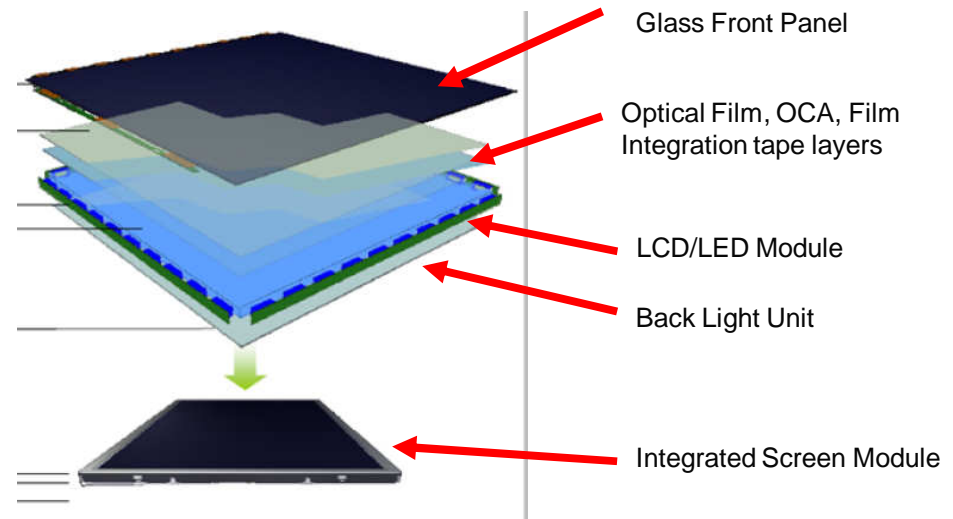 Glass Front Panel
Optical Film, OCA, Film
Integration tape layers
LCD/LED Module
Back Light Unit
Integrated Screen Module